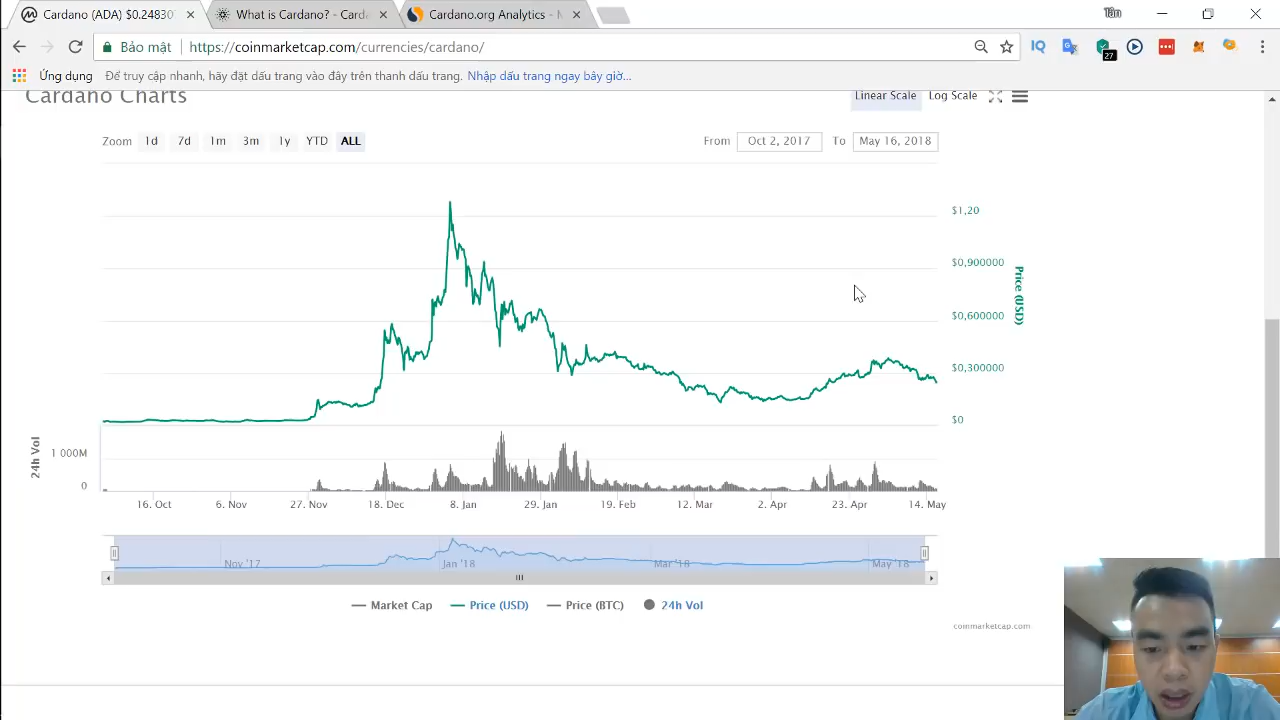 Cardano (ADA) $0.24830
What is Cardano? - Carde
Cardano.org Analytics - M
Tân
Bảo mật
https://coinmarketcap.com/currencies/cardano/
27
Ứng dụng
Để truy cập nhanh, hãy đặt dấu trang vào đây trên thanh dấu trang.
Nhập dấu trang ngay bây giờ...
Cardano Charts
Linear Scale
Log Scale
Zoom 1d 7d 1m 3m 1y YTD ALL
From Oct 2, 2017 To May 16, 2018
$1,20
$0,900000
$0,600000
$0,300000
$0
Price (USD)
24h Vol
1 000M
0
16. Oct 6. Nov 27. Nov 18. Dec 8. Jan 29. Jan 19. Feb 12. Mar 2. Apr 23. Apr 14. May
Nov '17 Jan '18 Mar '18 May '18
Market Cap Price (USD) Price (BTC) 24h Vol
coinmarketcap.com